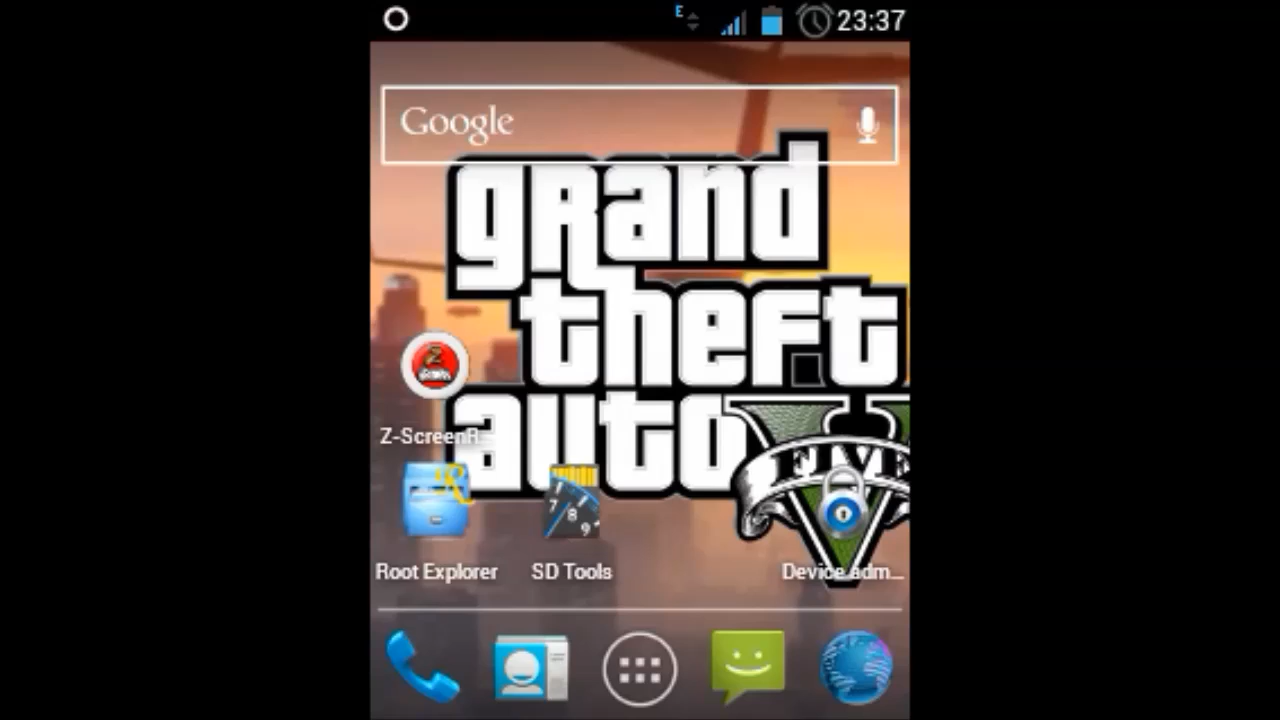 E
23:37
Google
grand
theft
auto
FIVE
Z-ScreenR...
Root Explorer
SD Tools
Device adm...